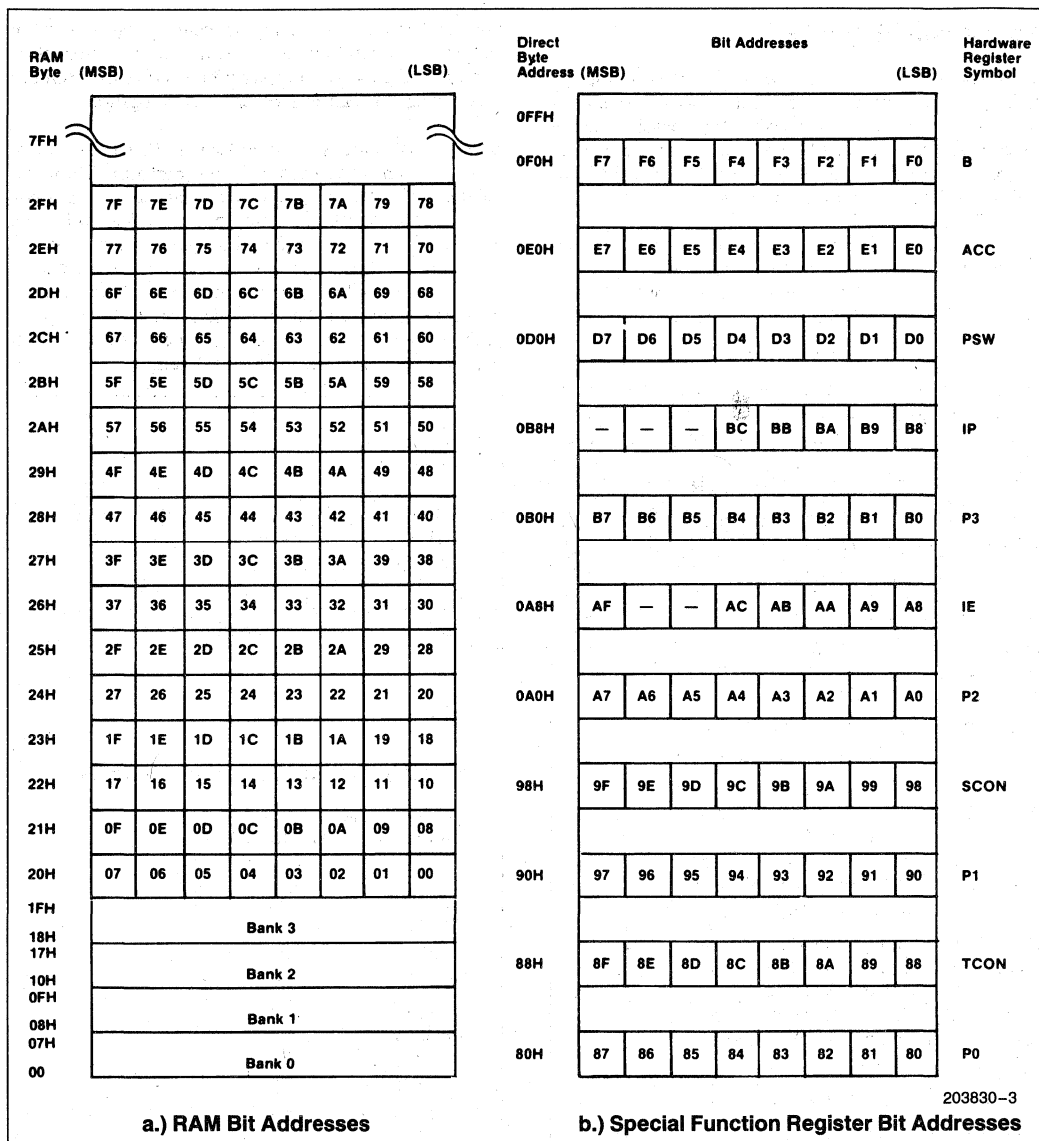 RAM
Byte (MSB) (LSB)
7FH
2FH 7F 7E 7D 7C 7B 7A 79 78
2EH 77 76 75 74 73 72 71 70
2DH 6F 6E 6D 6C 6B 6A 69 68
2CH 67 66 65 64 63 62 61 60
2BH 5F 5E 5D 5C 5B 5A 59 58
2AH 57 56 55 54 53 52 51 50
29H 4F 4E 4D 4C 4B 4A 49 48
28H 47 46 45 44 43 42 41 40
27H 3F 3E 3D 3C 3B 3A 39 38
26H 37 36 35 34 33 32 31 30
25H 2F 2E 2D 2C 2B 2A 29 28
24H 27 26 25 24 23 22 21 20
23H 1F 1E 1D 1C 1B 1A 19 18
22H 17 16 15 14 13 12 11 10
21H 0F 0E 0D 0C 0B 0A 09 08
20H 07 06 05 04 03 02 01 00
1FH
Bank 3
18H
17H
Bank 2
10H
0FH
Bank 1
08H
07H
Bank 0
00
a.) RAM Bit Addresses
Direct Bit Addresses Hardware
Byte Register
Address (MSB) (LSB) Symbol
0FFH
0F0H F7 F6 F5 F4 F3 F2 F1 F0 B
0E0H E7 E6 E5 E4 E3 E2 E1 E0 ACC
0D0H D7 D6 D5 D4 D3 D2 D1 D0 PSW
0B8H — — — BC BB BA B9 B8 IP
0B0H B7 B6 B5 B4 B3 B2 B1 B0 P3
0A8H AF — — AC AB AA A9 A8 IE
0A0H A7 A6 A5 A4 A3 A2 A1 A0 P2
98H 9F 9E 9D 9C 9B 9A 99 98 SCON
90H 97 96 95 94 93 92 91 90 P1
88H 8F 8E 8D 8C 8B 8A 89 88 TCON
80H 87 86 85 84 83 82 81 80 P0
203830–3
b.) Special Function Register Bit Addresses